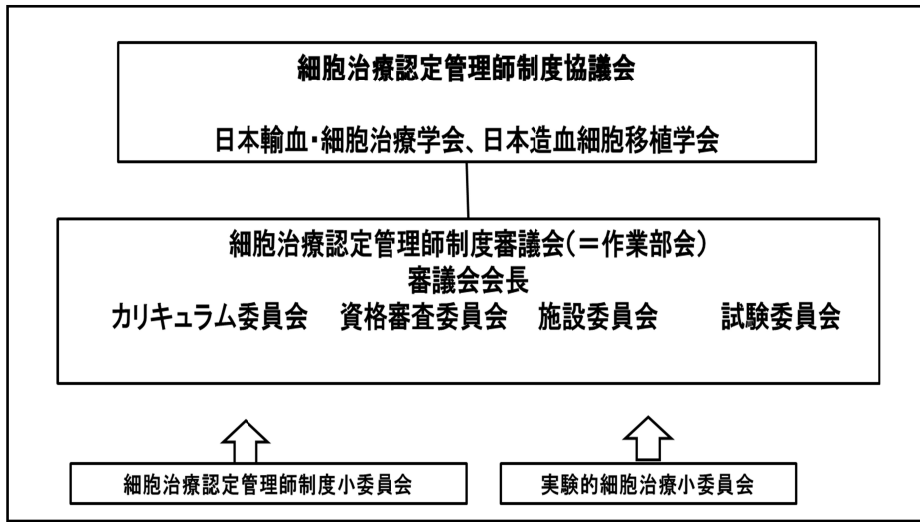 細胞治療認定管理師制度協議会
日本輸血・細胞治療学会、日本造血細胞移植学会
細胞治療認定管理師制度審議会(=作業部会)
審議会会長
カリキュラム委員会 資格審査委員会 施設委員会 試験委員会
細胞治療認定管理師制度小委員会
実験的細胞治療小委員会